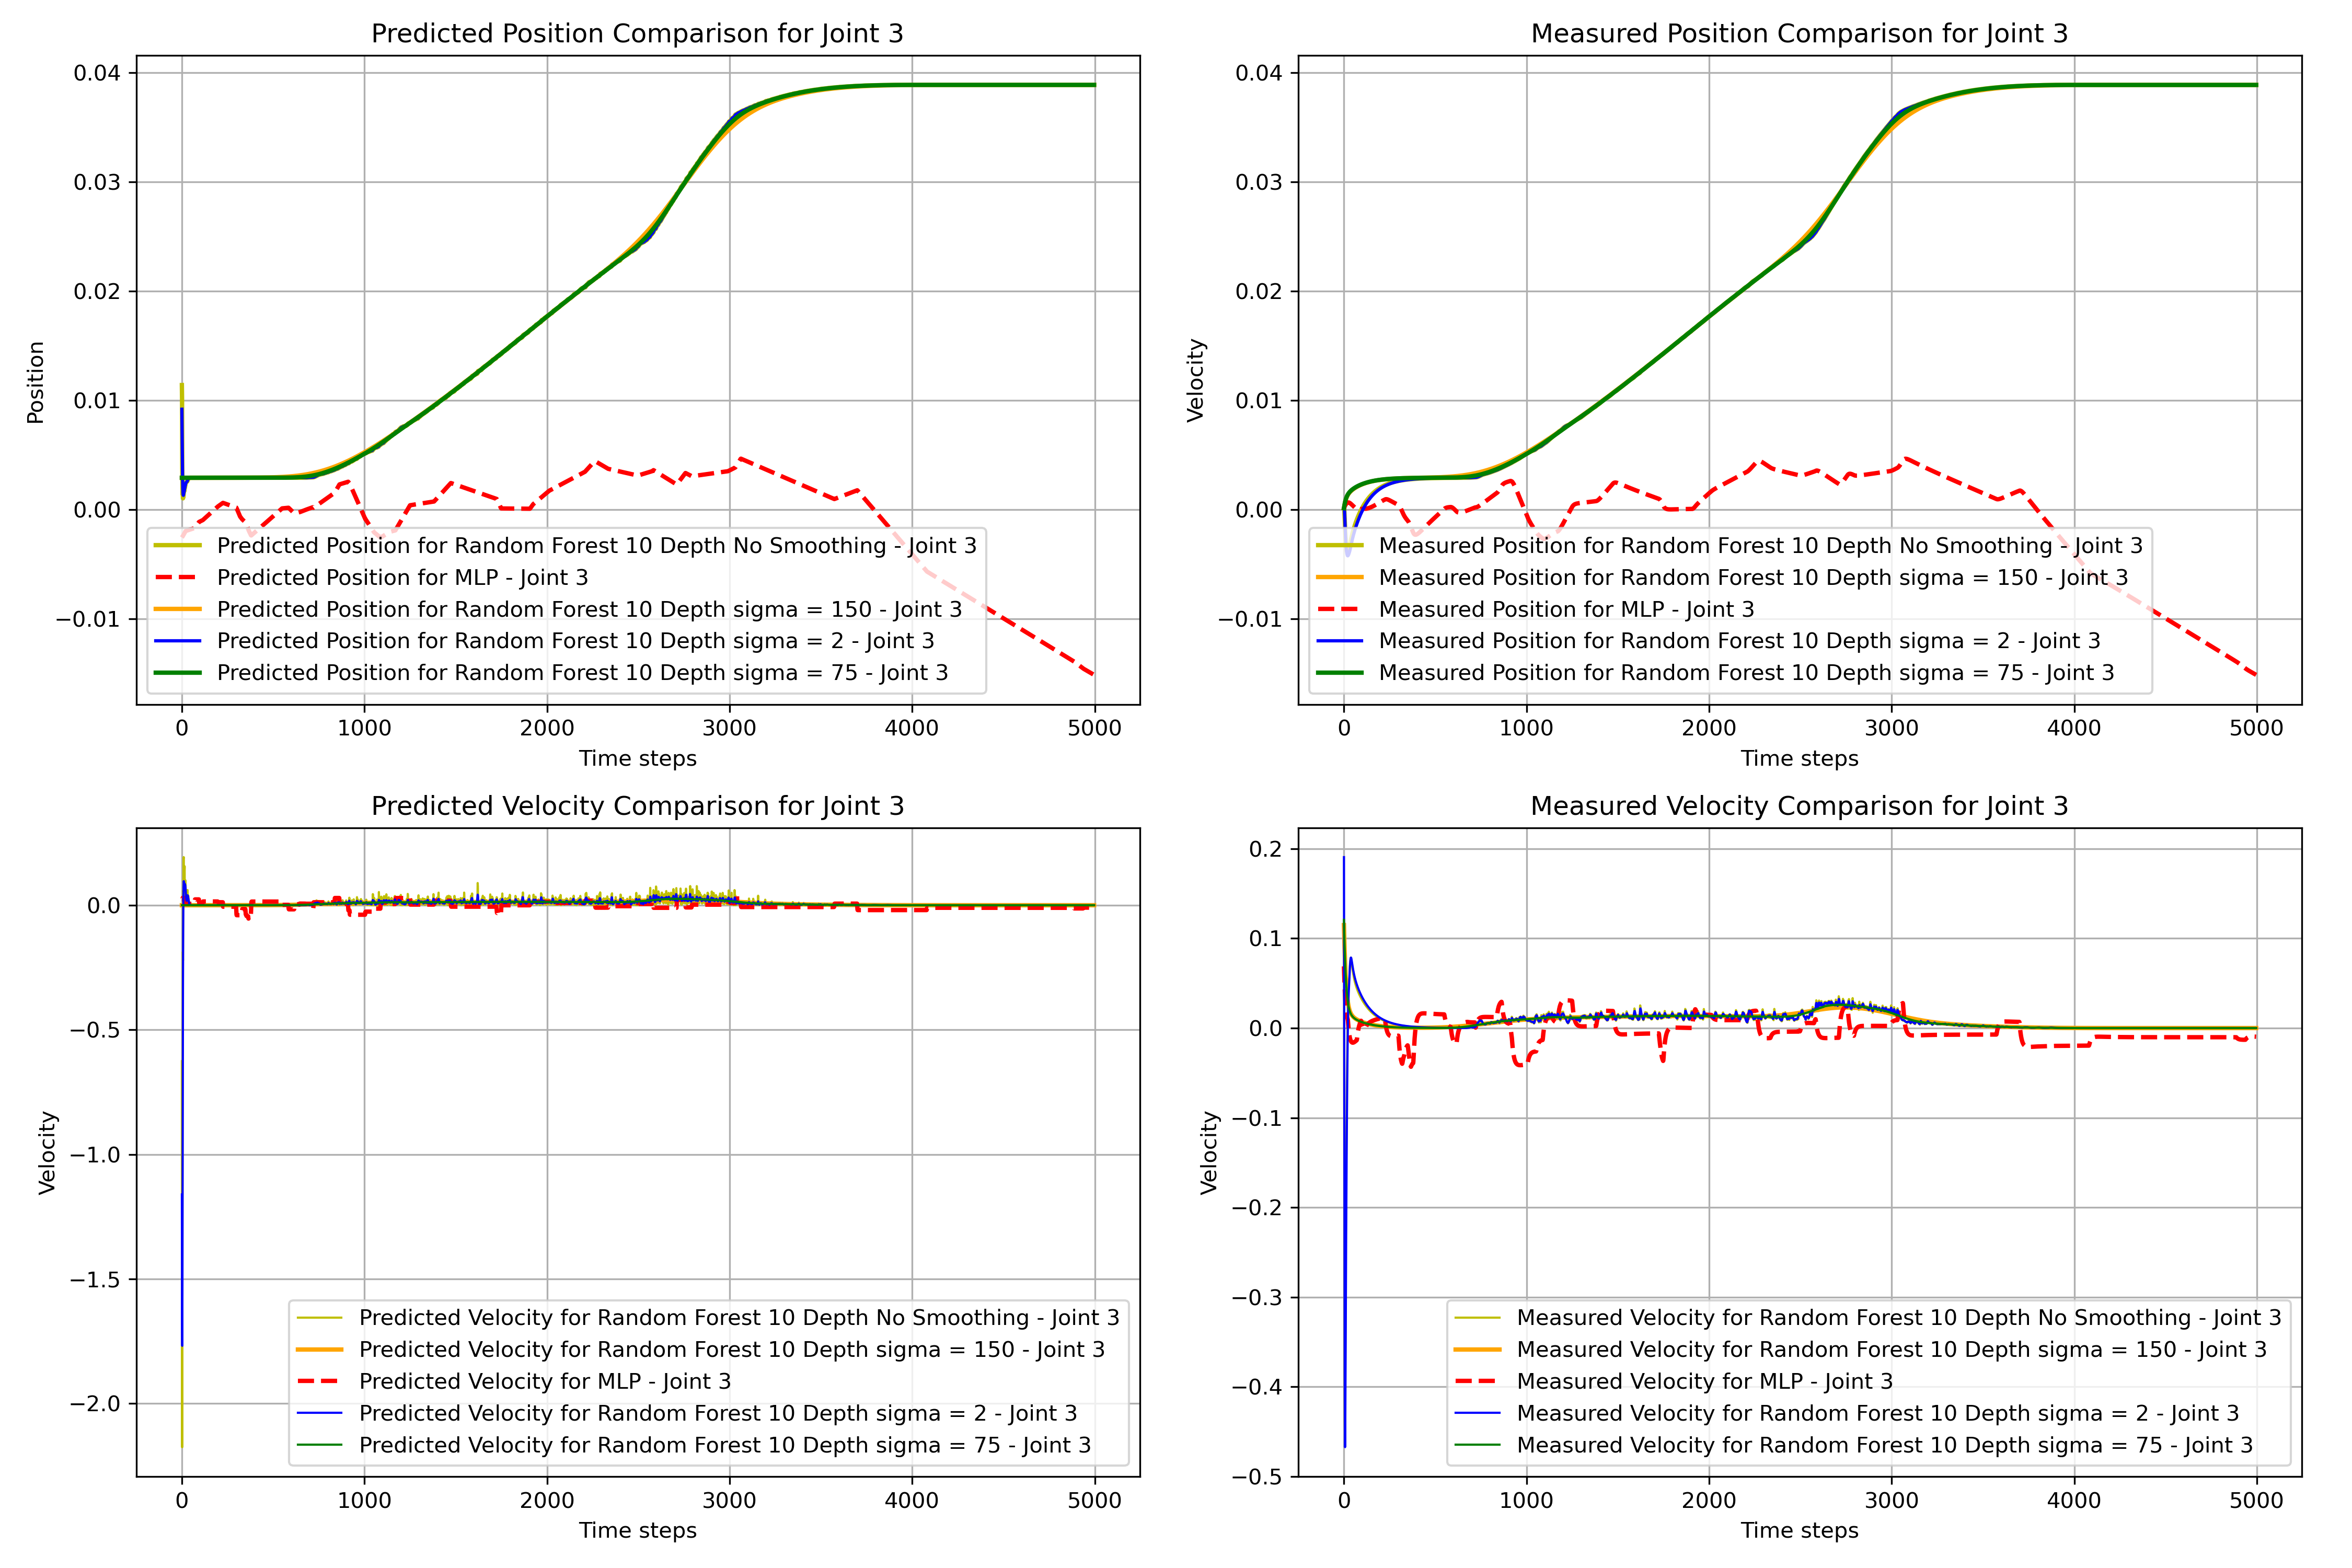 Predicted Position Comparison for Joint 3
0.04
0.03
0.02
0.01
0.00
−0.01
Position
Predicted Position for Random Forest 10 Depth No Smoothing - Joint 3
Predicted Position for MLP - Joint 3
Predicted Position for Random Forest 10 Depth sigma = 150 - Joint 3
Predicted Position for Random Forest 10 Depth sigma = 2 - Joint 3
Predicted Position for Random Forest 10 Depth sigma = 75 - Joint 3
0 1000 2000 3000 4000 5000
Time steps
Measured Position Comparison for Joint 3
0.04
0.03
0.02
0.01
0.00
−0.01
Velocity
Measured Position for Random Forest 10 Depth No Smoothing - Joint 3
Measured Position for Random Forest 10 Depth sigma = 150 - Joint 3
Measured Position for MLP - Joint 3
Measured Position for Random Forest 10 Depth sigma = 2 - Joint 3
Measured Position for Random Forest 10 Depth sigma = 75 - Joint 3
0 1000 2000 3000 4000 5000
Time steps
Predicted Velocity Comparison for Joint 3
0.0
−0.5
−1.0
−1.5
−2.0
Velocity
Predicted Velocity for Random Forest 10 Depth No Smoothing - Joint 3
Predicted Velocity for Random Forest 10 Depth sigma = 150 - Joint 3
Predicted Velocity for MLP - Joint 3
Predicted Velocity for Random Forest 10 Depth sigma = 2 - Joint 3
Predicted Velocity for Random Forest 10 Depth sigma = 75 - Joint 3
0 1000 2000 3000 4000 5000
Time steps
Measured Velocity Comparison for Joint 3
0.2
0.1
0.0
−0.1
−0.2
−0.3
−0.4
−0.5
Velocity
Measured Velocity for Random Forest 10 Depth No Smoothing - Joint 3
Measured Velocity for Random Forest 10 Depth sigma = 150 - Joint 3
Measured Velocity for MLP - Joint 3
Measured Velocity for Random Forest 10 Depth sigma = 2 - Joint 3
Measured Velocity for Random Forest 10 Depth sigma = 75 - Joint 3
0 1000 2000 3000 4000 5000
Time steps